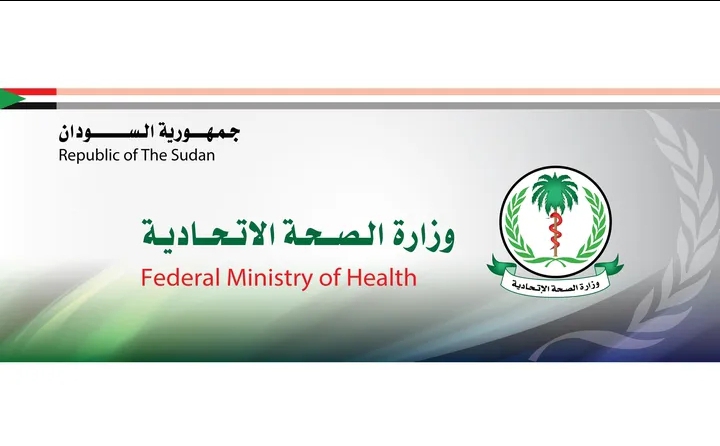 جمهورية السودان
Republic of The Sudan
وزارة الصحة الاتحادية
Federal Ministry of Health
وزارة الصحة الإتحادية